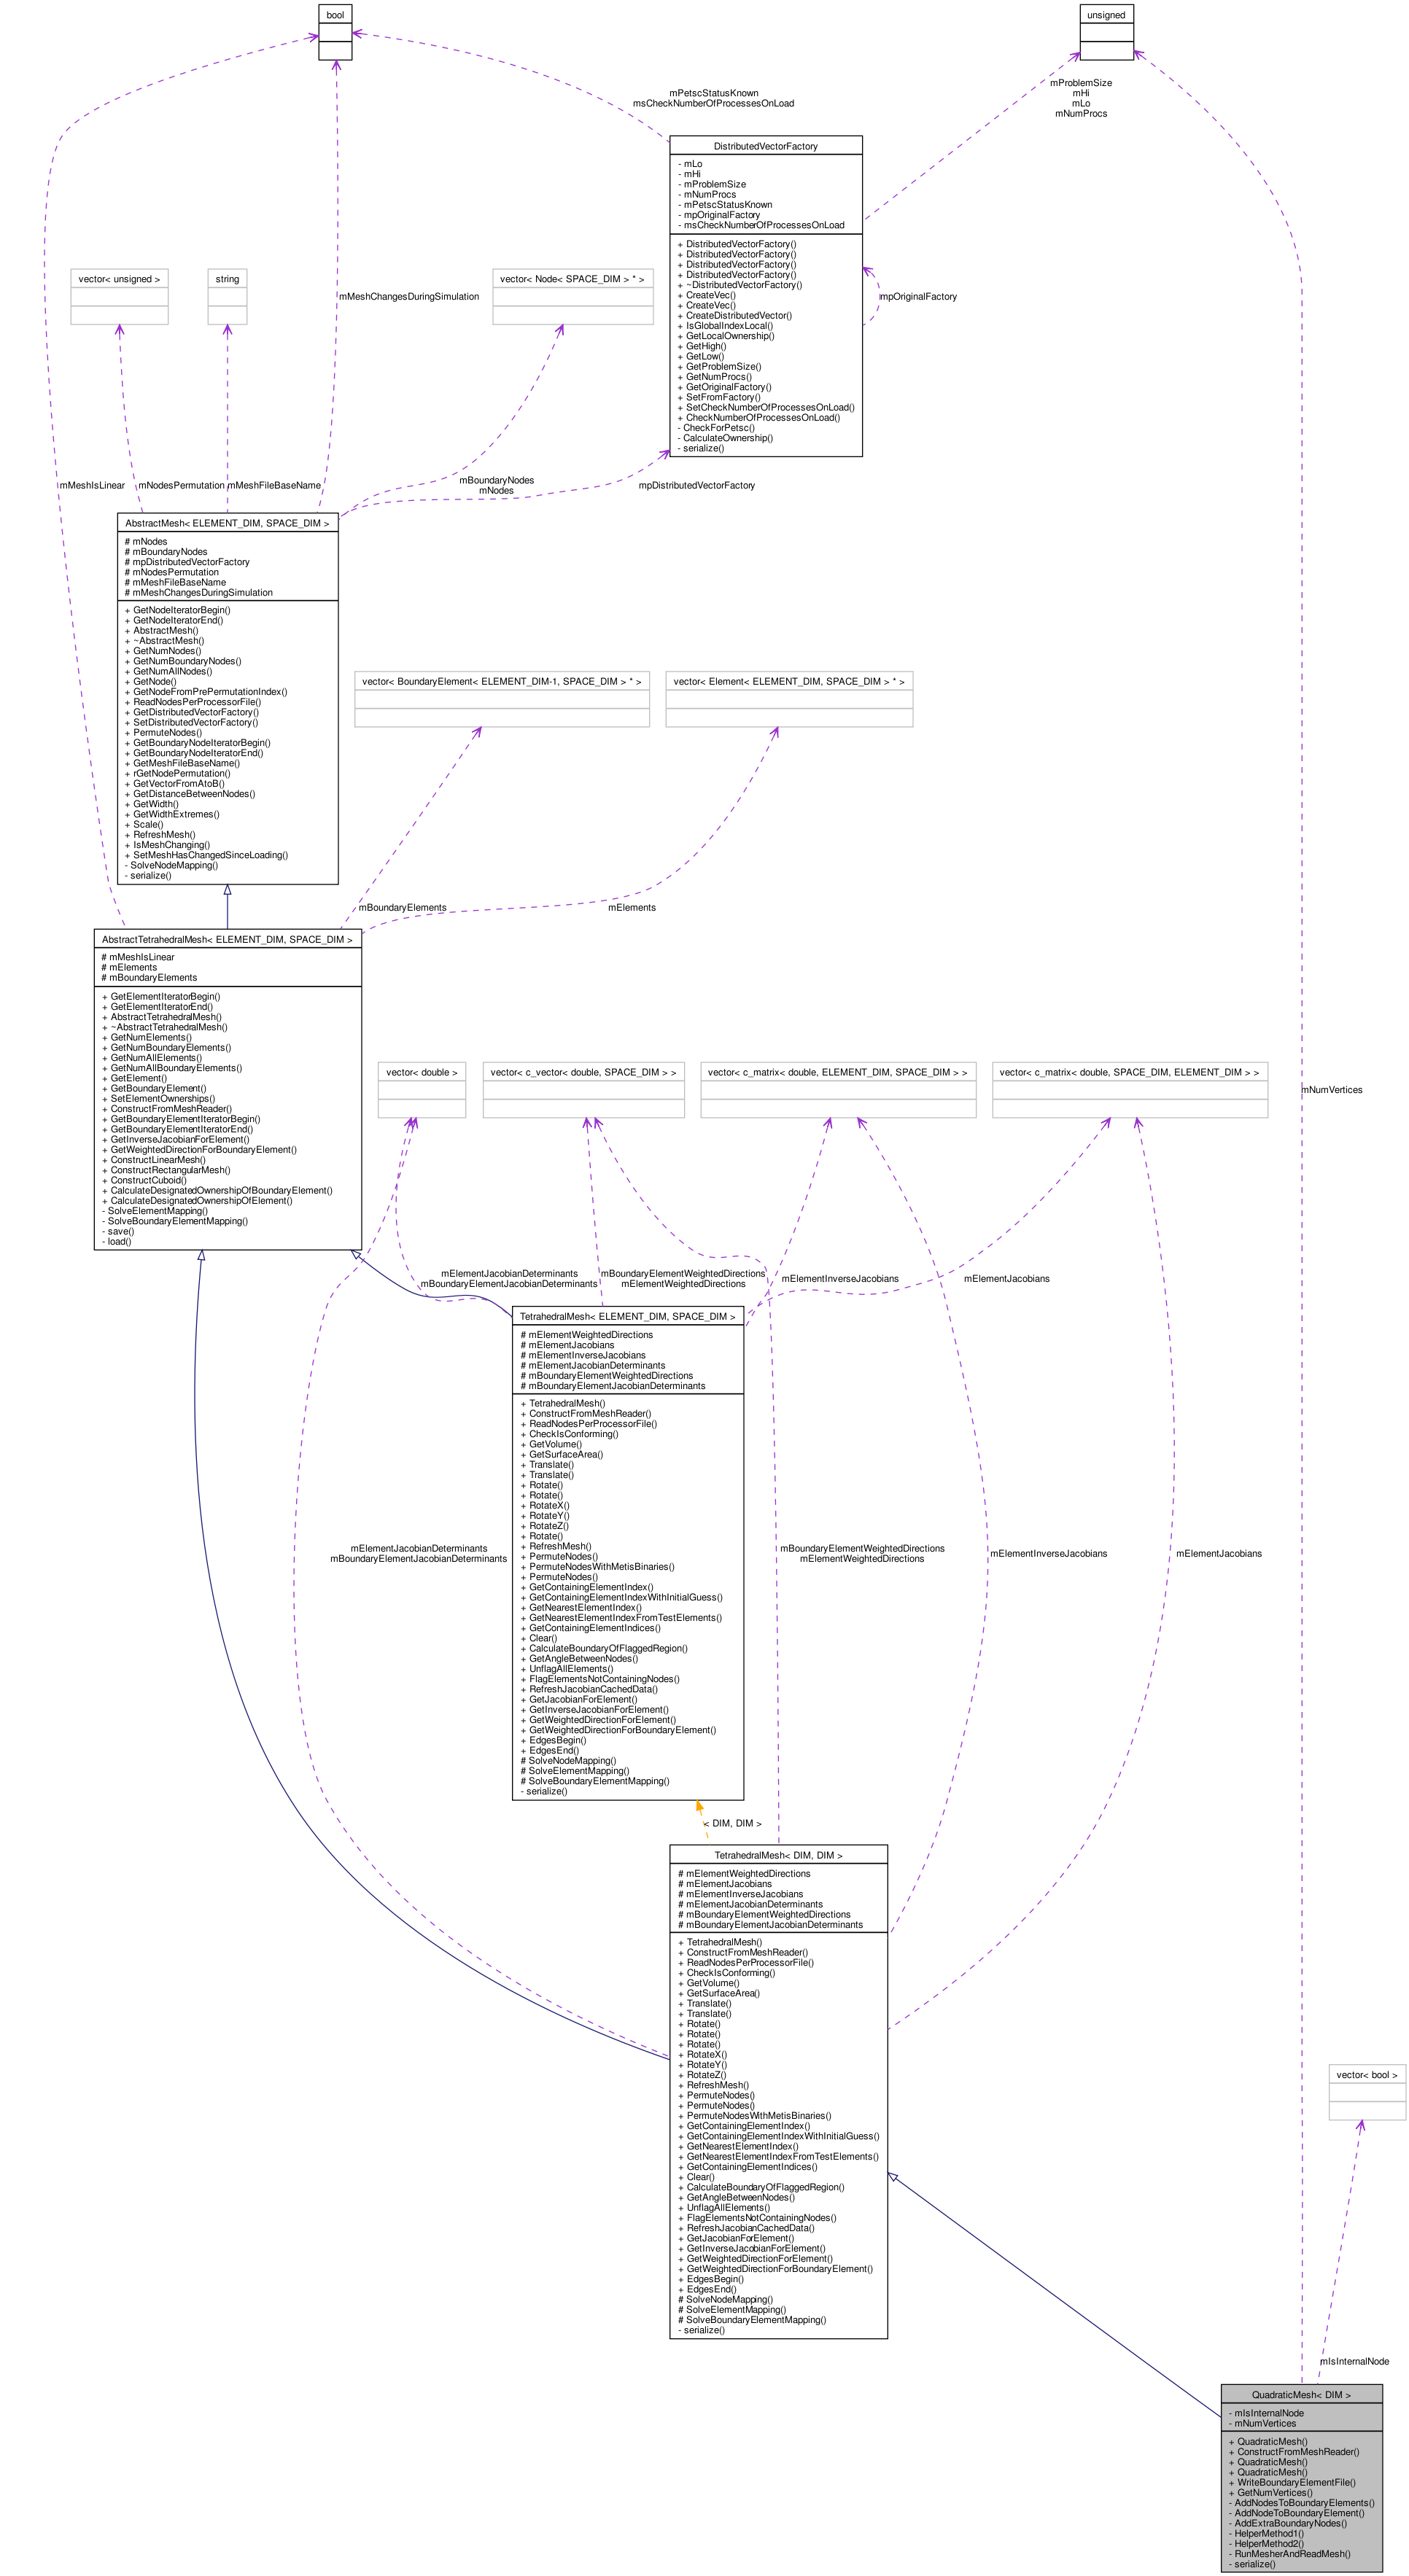 bool
unsigned
mPetscStatusKnown
msCheckNumberOfProcessesOnLoad
mProblemSize
mHi
mLo
mNumProcs
DistributedVectorFactory
- mLo
- mHi
- mProblemSize
- mNumProcs
- mPetscStatusKnown
- mpOriginalFactory
- msCheckNumberOfProcessesOnLoad
+ DistributedVectorFactory()
+ DistributedVectorFactory()
+ DistributedVectorFactory()
+ DistributedVectorFactory()
+ ~DistributedVectorFactory()
+ CreateVec()
+ CreateVec()
+ CreateDistributedVector()
+ IsGlobalIndexLocal()
+ GetLocalOwnership()
+ GetHigh()
+ GetLow()
+ GetProblemSize()
+ GetNumProcs()
+ GetOriginalFactory()
+ SetFromFactory()
+ SetCheckNumberOfProcessesOnLoad()
+ CheckNumberOfProcessesOnLoad()
- CheckForPetsc()
- CalculateOwnership()
- serialize()
mpOriginalFactory
vector< unsigned >
string
vector< Node< SPACE_DIM > * >
mMeshChangesDuringSimulation
mMeshIsLinear
mNodesPermutation
mMeshFileBaseName
mBoundaryNodes
mNodes
mpDistributedVectorFactory
AbstractMesh< ELEMENT_DIM, SPACE_DIM >
# mNodes
# mBoundaryNodes
# mpDistributedVectorFactory
# mNodesPermutation
# mMeshFileBaseName
# mMeshChangesDuringSimulation
+ GetNodeIteratorBegin()
+ GetNodeIteratorEnd()
+ AbstractMesh()
+ ~AbstractMesh()
+ GetNumNodes()
+ GetNumBoundaryNodes()
+ GetNumAllNodes()
+ GetNode()
+ GetNodeFromPrePermutationIndex()
+ ReadNodesPerProcessorFile()
+ GetDistributedVectorFactory()
+ SetDistributedVectorFactory()
+ PermuteNodes()
+ GetBoundaryNodeIteratorBegin()
+ GetBoundaryNodeIteratorEnd()
+ GetMeshFileBaseName()
+ rGetNodePermutation()
+ GetVectorFromAtoB()
+ GetDistanceBetweenNodes()
+ GetWidth()
+ GetWidthExtremes()
+ Scale()
+ RefreshMesh()
+ IsMeshChanging()
+ SetMeshHasChangedSinceLoading()
- SolveNodeMapping()
- serialize()
vector< BoundaryElement< ELEMENT_DIM-1, SPACE_DIM > * >
vector< Element< ELEMENT_DIM, SPACE_DIM > * >
mBoundaryElements
mElements
AbstractTetrahedralMesh< ELEMENT_DIM, SPACE_DIM >
# mMeshIsLinear
# mElements
# mBoundaryElements
+ GetElementIteratorBegin()
+ GetElementIteratorEnd()
+ AbstractTetrahedralMesh()
+ ~AbstractTetrahedralMesh()
+ GetNumElements()
+ GetNumBoundaryElements()
+ GetNumAllElements()
+ GetNumAllBoundaryElements()
+ GetElement()
+ GetBoundaryElement()
+ SetElementOwnerships()
+ ConstructFromMeshReader()
+ GetBoundaryElementIteratorBegin()
+ GetBoundaryElementIteratorEnd()
+ GetInverseJacobianForElement()
+ GetWeightedDirectionForBoundaryElement()
+ ConstructLinearMesh()
+ ConstructRectangularMesh()
+ ConstructCuboid()
+ CalculateDesignatedOwnershipOfBoundaryElement()
+ CalculateDesignatedOwnershipOfElement()
- SolveElementMapping()
- SolveBoundaryElementMapping()
- save()
- load()
vector< double >
vector< c_vector< double, SPACE_DIM > >
vector< c_matrix< double, ELEMENT_DIM, SPACE_DIM > >
vector< c_matrix< double, SPACE_DIM, ELEMENT_DIM > >
mNumVertices
mElementJacobianDeterminants
mBoundaryElementJacobianDeterminants
mBoundaryElementWeightedDirections
mElementWeightedDirections
mElementInverseJacobians
mElementJacobians
TetrahedralMesh< ELEMENT_DIM, SPACE_DIM >
# mElementWeightedDirections
# mElementJacobians
# mElementInverseJacobians
# mElementJacobianDeterminants
# mBoundaryElementWeightedDirections
# mBoundaryElementJacobianDeterminants
+ TetrahedralMesh()
+ ConstructFromMeshReader()
+ ReadNodesPerProcessorFile()
+ CheckIsConforming()
+ GetVolume()
+ GetSurfaceArea()
+ Translate()
+ Translate()
+ Rotate()
+ Rotate()
+ RotateX()
+ RotateY()
+ RotateZ()
+ Rotate()
+ RefreshMesh()
+ PermuteNodes()
+ PermuteNodesWithMetisBinaries()
+ PermuteNodes()
+ GetContainingElementIndex()
+ GetContainingElementIndexWithInitialGuess()
+ GetNearestElementIndex()
+ GetNearestElementIndexFromTestElements()
+ GetContainingElementIndices()
+ Clear()
+ CalculateBoundaryOfFlaggedRegion()
+ GetAngleBetweenNodes()
+ UnflagAllElements()
+ FlagElementsNotContainingNodes()
+ RefreshJacobianCachedData()
+ GetJacobianForElement()
+ GetInverseJacobianForElement()
+ GetWeightedDirectionForElement()
+ GetWeightedDirectionForBoundaryElement()
+ EdgesBegin()
+ EdgesEnd()
# SolveNodeMapping()
# SolveElementMapping()
# SolveBoundaryElementMapping()
- serialize()
mElementJacobianDeterminants
mBoundaryElementJacobianDeterminants
mBoundaryElementWeightedDirections
mElementWeightedDirections
mElementInverseJacobians
mElementJacobians
< DIM, DIM >
TetrahedralMesh< DIM, DIM >
# mElementWeightedDirections
# mElementJacobians
# mElementInverseJacobians
# mElementJacobianDeterminants
# mBoundaryElementWeightedDirections
# mBoundaryElementJacobianDeterminants
+ TetrahedralMesh()
+ ConstructFromMeshReader()
+ ReadNodesPerProcessorFile()
+ CheckIsConforming()
+ GetVolume()
+ GetSurfaceArea()
+ Translate()
+ Translate()
+ Rotate()
+ Rotate()
+ Rotate()
+ RotateX()
+ RotateY()
+ RotateZ()
+ RefreshMesh()
+ PermuteNodes()
+ PermuteNodes()
+ PermuteNodesWithMetisBinaries()
+ GetContainingElementIndex()
+ GetContainingElementIndexWithInitialGuess()
+ GetNearestElementIndex()
+ GetNearestElementIndexFromTestElements()
+ GetContainingElementIndices()
+ Clear()
+ CalculateBoundaryOfFlaggedRegion()
+ GetAngleBetweenNodes()
+ UnflagAllElements()
+ FlagElementsNotContainingNodes()
+ RefreshJacobianCachedData()
+ GetJacobianForElement()
+ GetInverseJacobianForElement()
+ GetWeightedDirectionForElement()
+ GetWeightedDirectionForBoundaryElement()
+ EdgesBegin()
+ EdgesEnd()
# SolveNodeMapping()
# SolveElementMapping()
# SolveBoundaryElementMapping()
- serialize()
vector< bool >
mIsInternalNode
QuadraticMesh< DIM >
- mIsInternalNode
- mNumVertices
+ QuadraticMesh()
+ ConstructFromMeshReader()
+ QuadraticMesh()
+ QuadraticMesh()
+ WriteBoundaryElementFile()
+ GetNumVertices()
- AddNodesToBoundaryElements()
- AddNodeToBoundaryElement()
- AddExtraBoundaryNodes()
- HelperMethod1()
- HelperMethod2()
- RunMesherAndReadMesh()
- serialize()